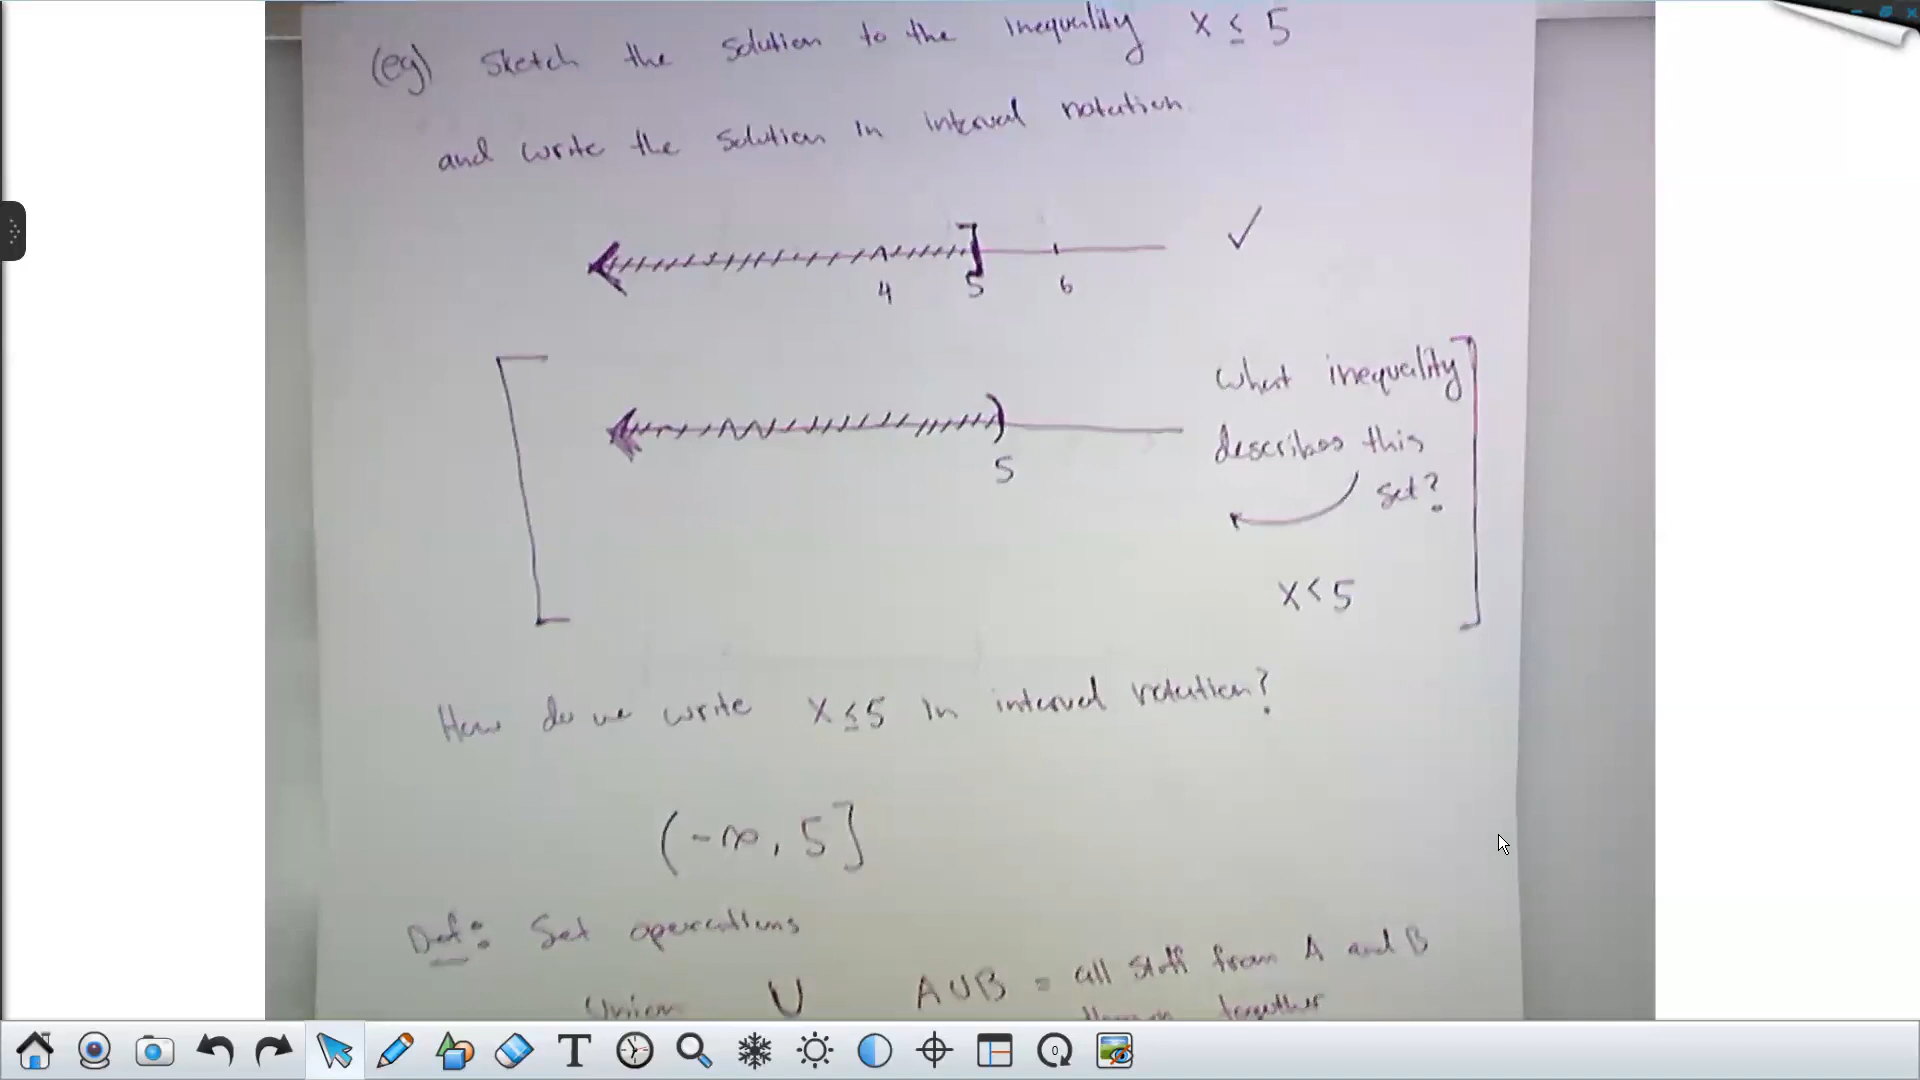 (eg) Sketch the solution to the inequality x ≤ 5
and write the solution in interval notation
4 5 6 ✓
What inequality
describes this
set?
5
x < 5
How do we write x ≤ 5 in interval notation?
(-∞, 5]
Def: Set operations
Union ∪ A∪B = all stuff from A and B
thrown together
T
0